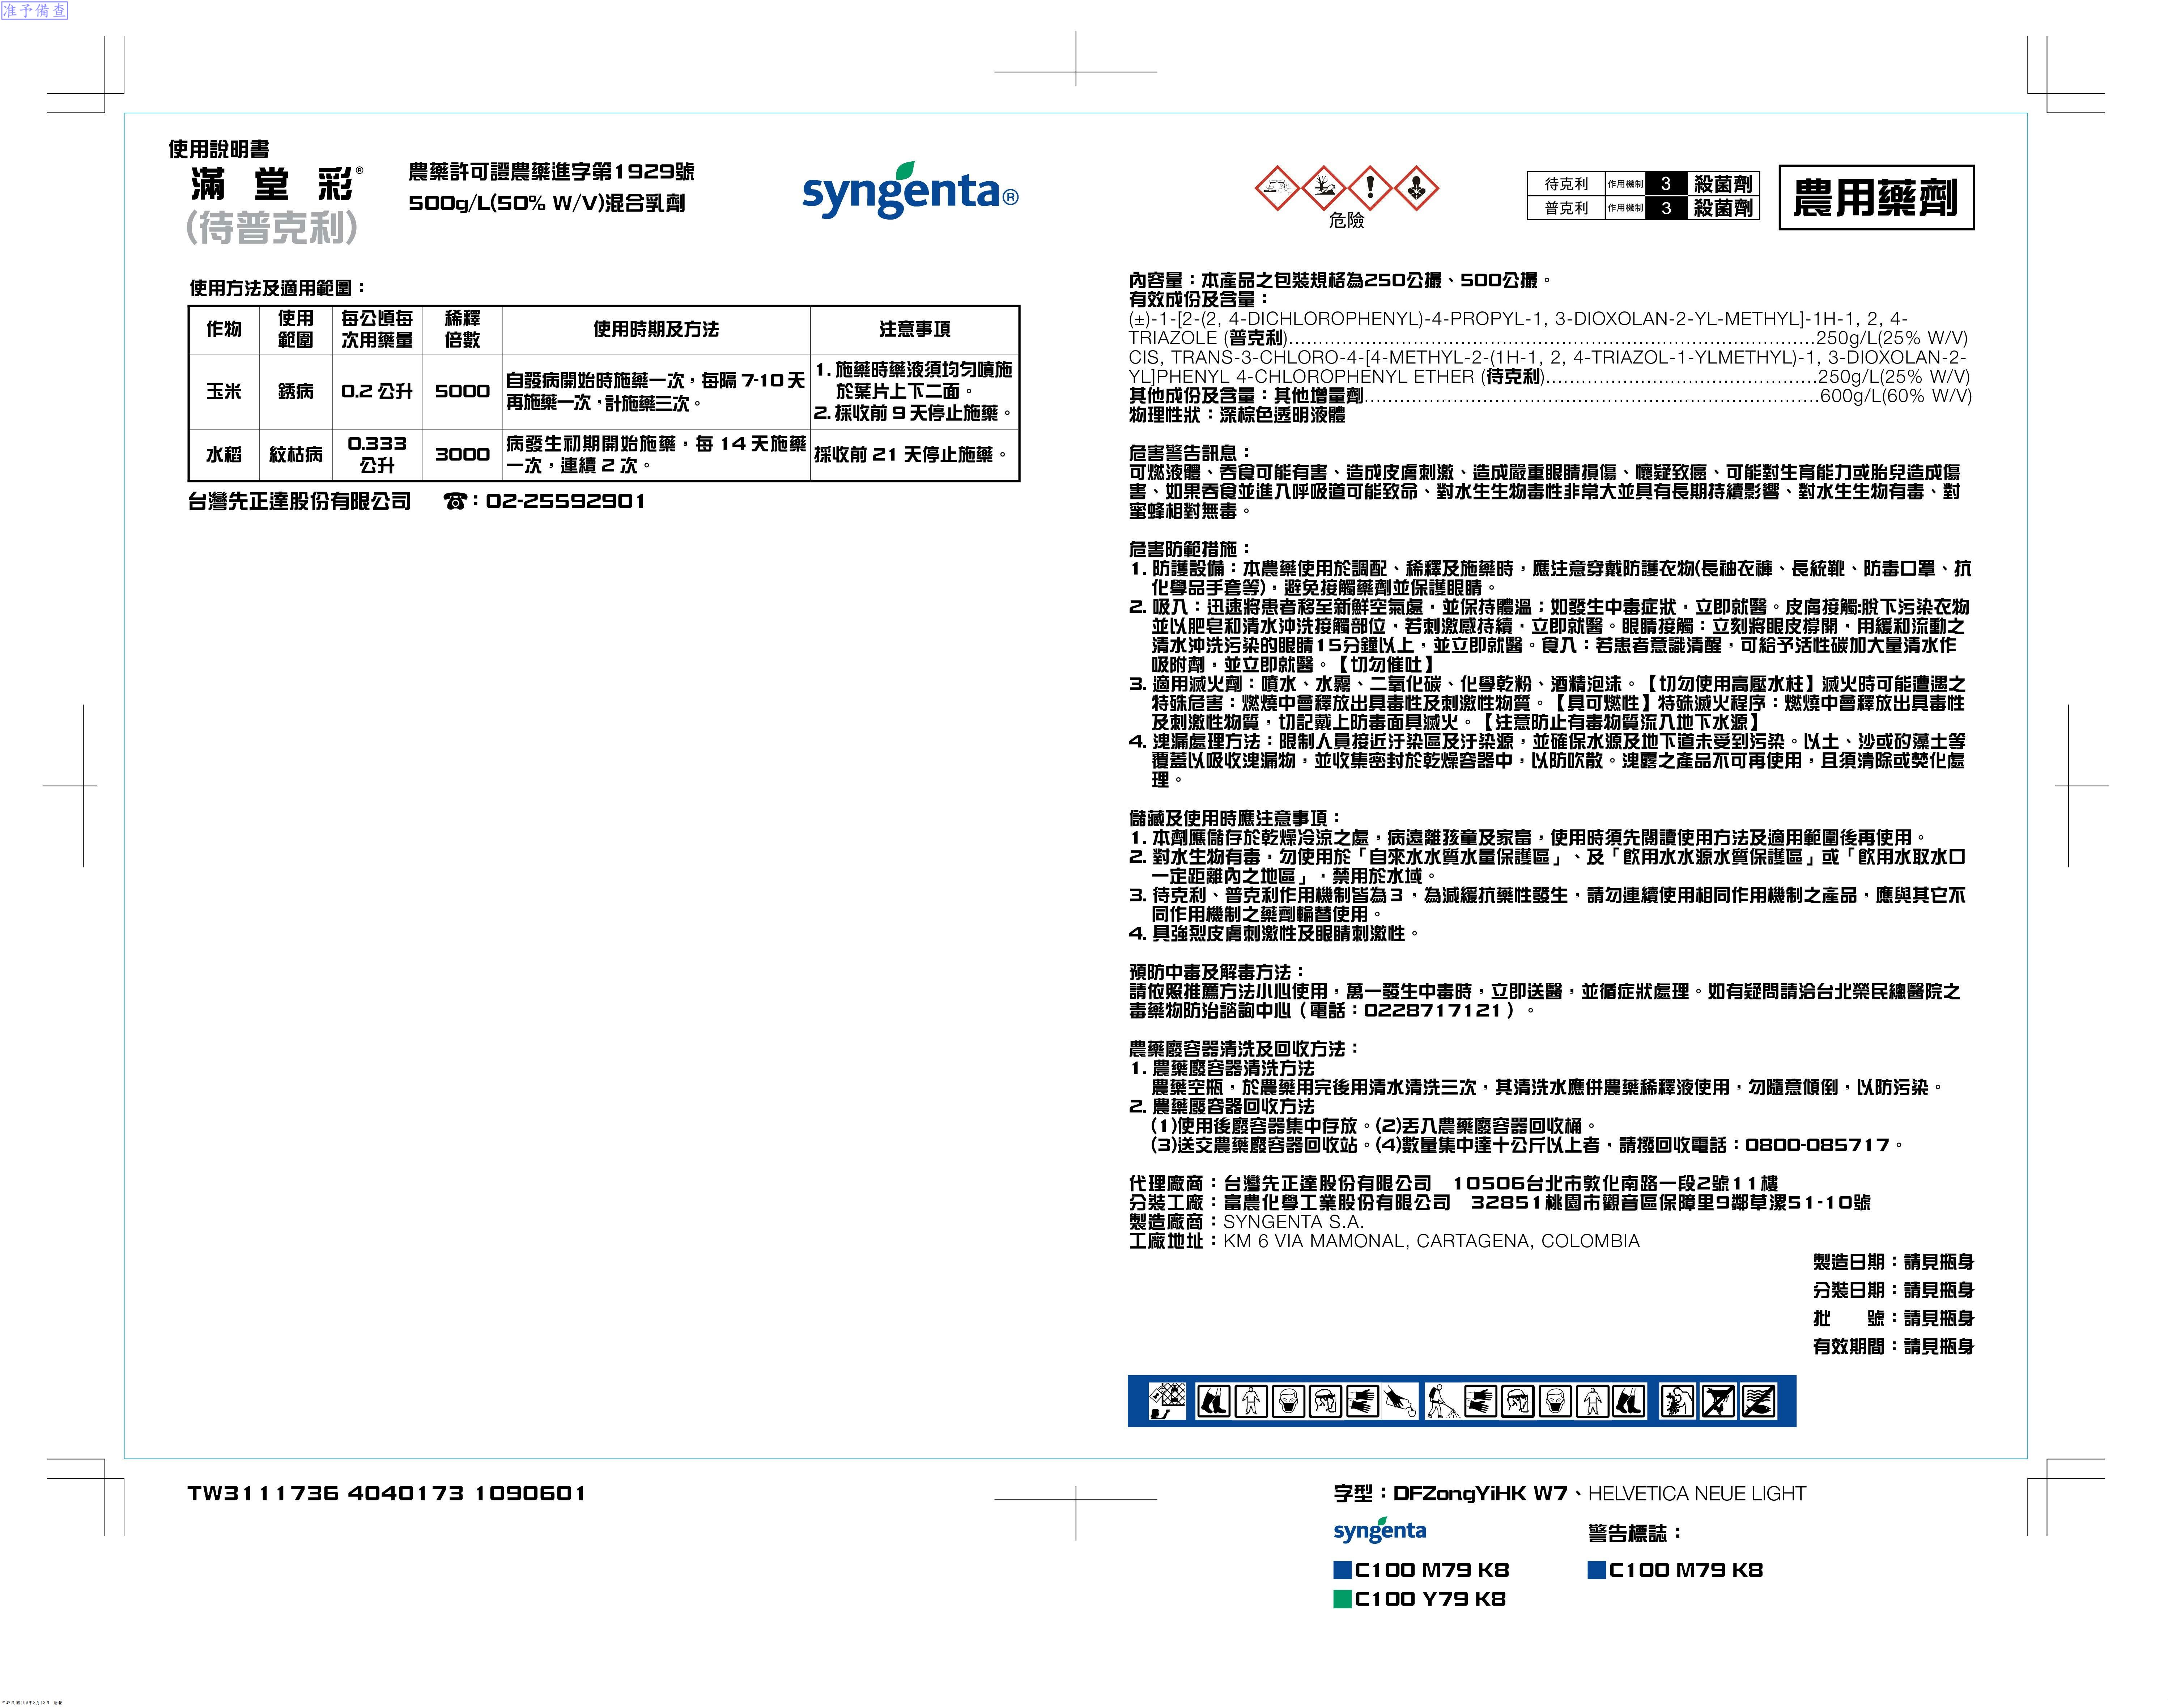 准予備查
使用說明書
滿堂彩®
(待普克利)
農藥許可證農藥進字第1929號
500g/L(50% W/V)混合乳劑
syngenta®
危險
待克利 作用機制 3 殺菌劑
普克利 作用機制 3 殺菌劑
農用藥劑
使用方法及適用範圍：
作物 使用範圍 每公頃每次用藥量 稀釋倍數 使用時期及方法 注意事項
玉米 銹病 0.2 公升 5000 自發病開始時施藥一次，每隔 7-10 天再施藥一次，計施藥三次。 1. 施藥時藥液須均勻噴施於葉片上下二面。 2. 採收前 9 天停止施藥。
水稻 紋枯病 0.333 公升 3000 病發生初期開始施藥，每 14 天施藥一次，連續 2 次。 採收前 21 天停止施藥。
台灣先正達股份有限公司 ☎：02-25592901
內容量：本產品之包裝規格為250公撮、500公撮。
有效成份及含量：
(±)-1-[2-(2, 4-DICHLOROPHENYL)-4-PROPYL-1, 3-DIOXOLAN-2-YL-METHYL]-1H-1, 2, 4-
TRIAZOLE (普克利)..........250g/L(25% W/V)
CIS, TRANS-3-CHLORO-4-[4-METHYL-2-(1H-1, 2, 4-TRIAZOL-1-YLMETHYL)-1, 3-DIOXOLAN-2-
YL]PHENYL 4-CHLOROPHENYL ETHER (待克利)..........250g/L(25% W/V)
其他成份及含量：其他增量劑..........600g/L(60% W/V)
物理性狀：深棕色透明液體
危害警告訊息：
可燃液體、吞食可能有害、造成皮膚刺激、造成嚴重眼睛損傷、懷疑致癌、可能對生育能力或胎兒造成傷
害、如果吞食並進入呼吸道可能致命、對水生生物毒性非常大並具有長期持續影響、對水生生物有毒、對
蜜蜂相對無毒。
危害防範措施：
1. 防護設備：本農藥使用於調配、稀釋及施藥時，應注意穿戴防護衣物(長袖衣褲、長統靴、防毒口罩、抗
化學品手套等)，避免接觸藥劑並保護眼睛。
2. 吸入：迅速將患者移至新鮮空氣處，並保持體溫；如發生中毒症狀，立即就醫。皮膚接觸:脫下污染衣物
並以肥皂和清水沖洗接觸部位，若刺激感持續，立即就醫。眼睛接觸：立刻將眼皮撐開，用緩和流動之
清水沖洗污染的眼睛15分鐘以上，並立即就醫。食入：若患者意識清醒，可給予活性碳加大量清水作
吸附劑，並立即就醫。【切勿催吐】
3. 適用滅火劑：噴水、水霧、二氧化碳、化學乾粉、酒精泡沫。【切勿使用高壓水柱】滅火時可能遭遇之
特殊危害：燃燒中會釋放出具毒性及刺激性物質。【具可燃性】特殊滅火程序：燃燒中會釋放出具毒性
及刺激性物質，切記戴上防毒面具滅火。【注意防止有毒物質流入地下水源】
4. 洩漏處理方法：限制人員接近汙染區及汙染源，並確保水源及地下道未受到污染。以土、沙或矽藻土等
覆蓋以吸收洩漏物，並收集密封於乾燥容器中，以防吹散。洩露之產品不可再使用，且須清除或焚化處
理。
儲藏及使用時應注意事項：
1. 本劑應儲存於乾燥冷涼之處，病遠離孩童及家畜，使用時須先閱讀使用方法及適用範圍後再使用。
2. 對水生物有毒，勿使用於「自來水水質水量保護區」、及「飲用水水源水質保護區」或「飲用水取水口
一定距離內之地區」，禁用於水域。
3. 待克利、普克利作用機制皆為3，為減緩抗藥性發生，請勿連續使用相同作用機制之產品，應與其它不
同作用機制之藥劑輪替使用。
4. 具強烈皮膚刺激性及眼睛刺激性。
預防中毒及解毒方法：
請依照推薦方法小心使用，萬一發生中毒時，立即送醫，並循症狀處理。如有疑問請洽台北榮民總醫院之
毒藥物防治諮詢中心（電話：0228717121）。
農藥廢容器清洗及回收方法：
1. 農藥廢容器清洗方法
農藥空瓶，於農藥用完後用清水清洗三次，其清洗水應併農藥稀釋液使用，勿隨意傾倒，以防污染。
2. 農藥廢容器回收方法
(1)使用後廢容器集中存放。(2)丟入農藥廢容器回收桶。
(3)送交農藥廢容器回收站。(4)數量集中達十公斤以上者，請撥回收電話：0800-085717。
代理廠商：台灣先正達股份有限公司 10506台北市敦化南路一段2號11樓
分裝工廠：富農化學工業股份有限公司 32851桃園市觀音區保障里9鄰草漯51-10號
製造廠商：SYNGENTA S.A.
工廠地址：KM 6 VIA MAMONAL, CARTAGENA, COLOMBIA
製造日期：請見瓶身
分裝日期：請見瓶身
批 號：請見瓶身
有效期間：請見瓶身
TW3111736 4040173 1090601
字型：DFZongYiHK W7、HELVETICA NEUE LIGHT
syngenta
警告標誌：
C100 M79 K8
C100 M79 K8
C100 Y79 K8